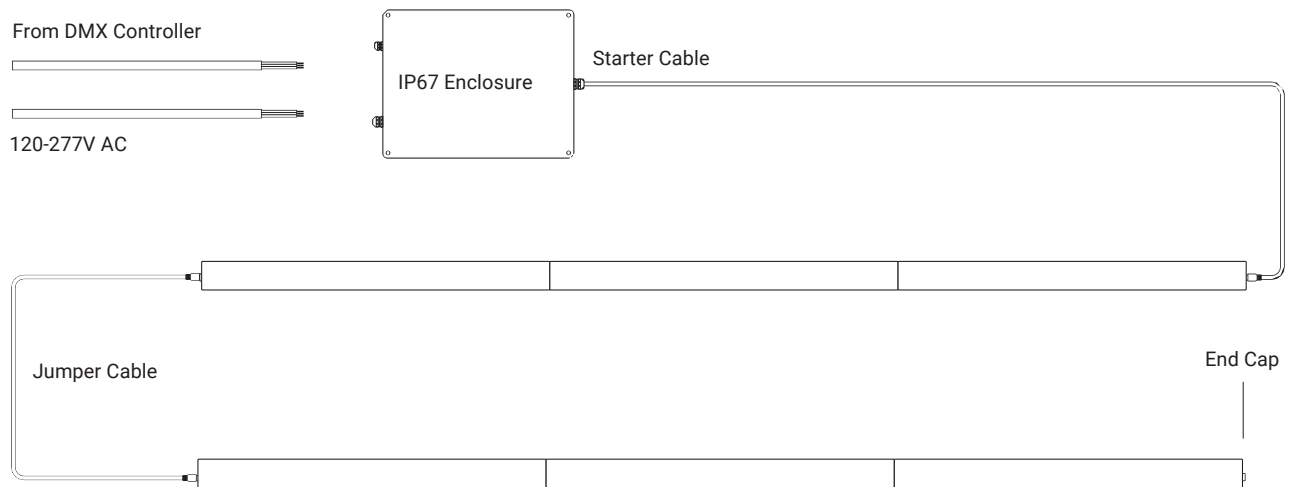 From DMX Controller
Starter Cable
IP67 Enclosure
120-277V AC
Jumper Cable
End Cap